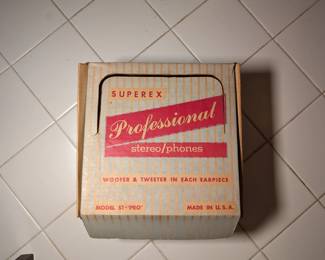 SUPEREX
Professional
stereo/phones
WOOFER & TWEETER IN EACH EARPIECE
MODEL ST-"PRO" MADE IN U.S.A.